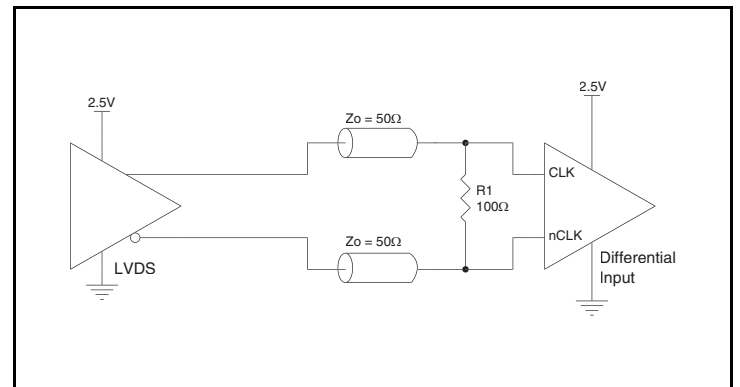 2.5V
2.5V
Zo = 50Ω
CLK
R1
100Ω
Zo = 50Ω
nCLK
LVDS
Differential
Input